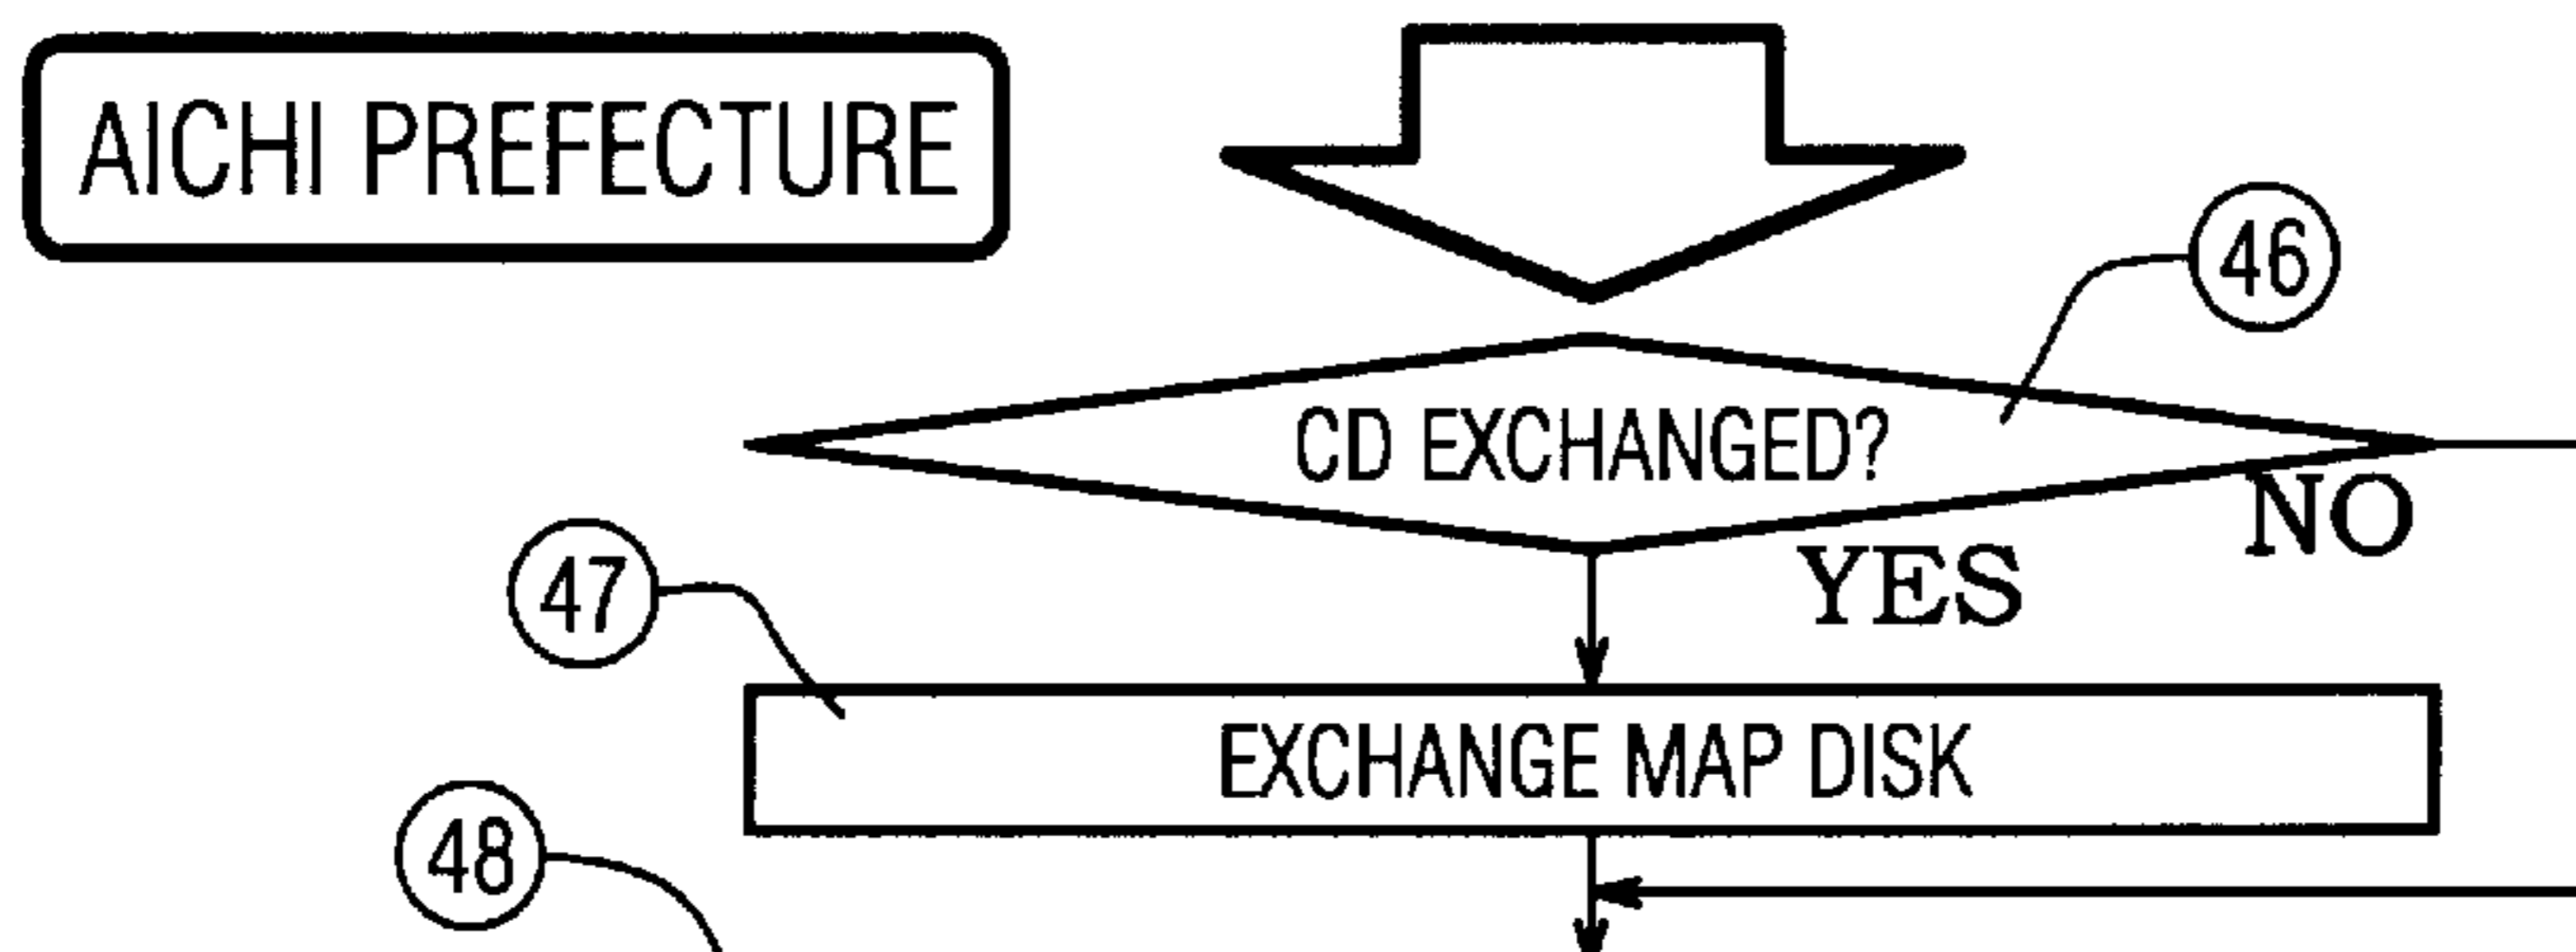 AICHI PREFECTURE
46
CD EXCHANGED?
NO
YES
47
EXCHANGE MAP DISK
48